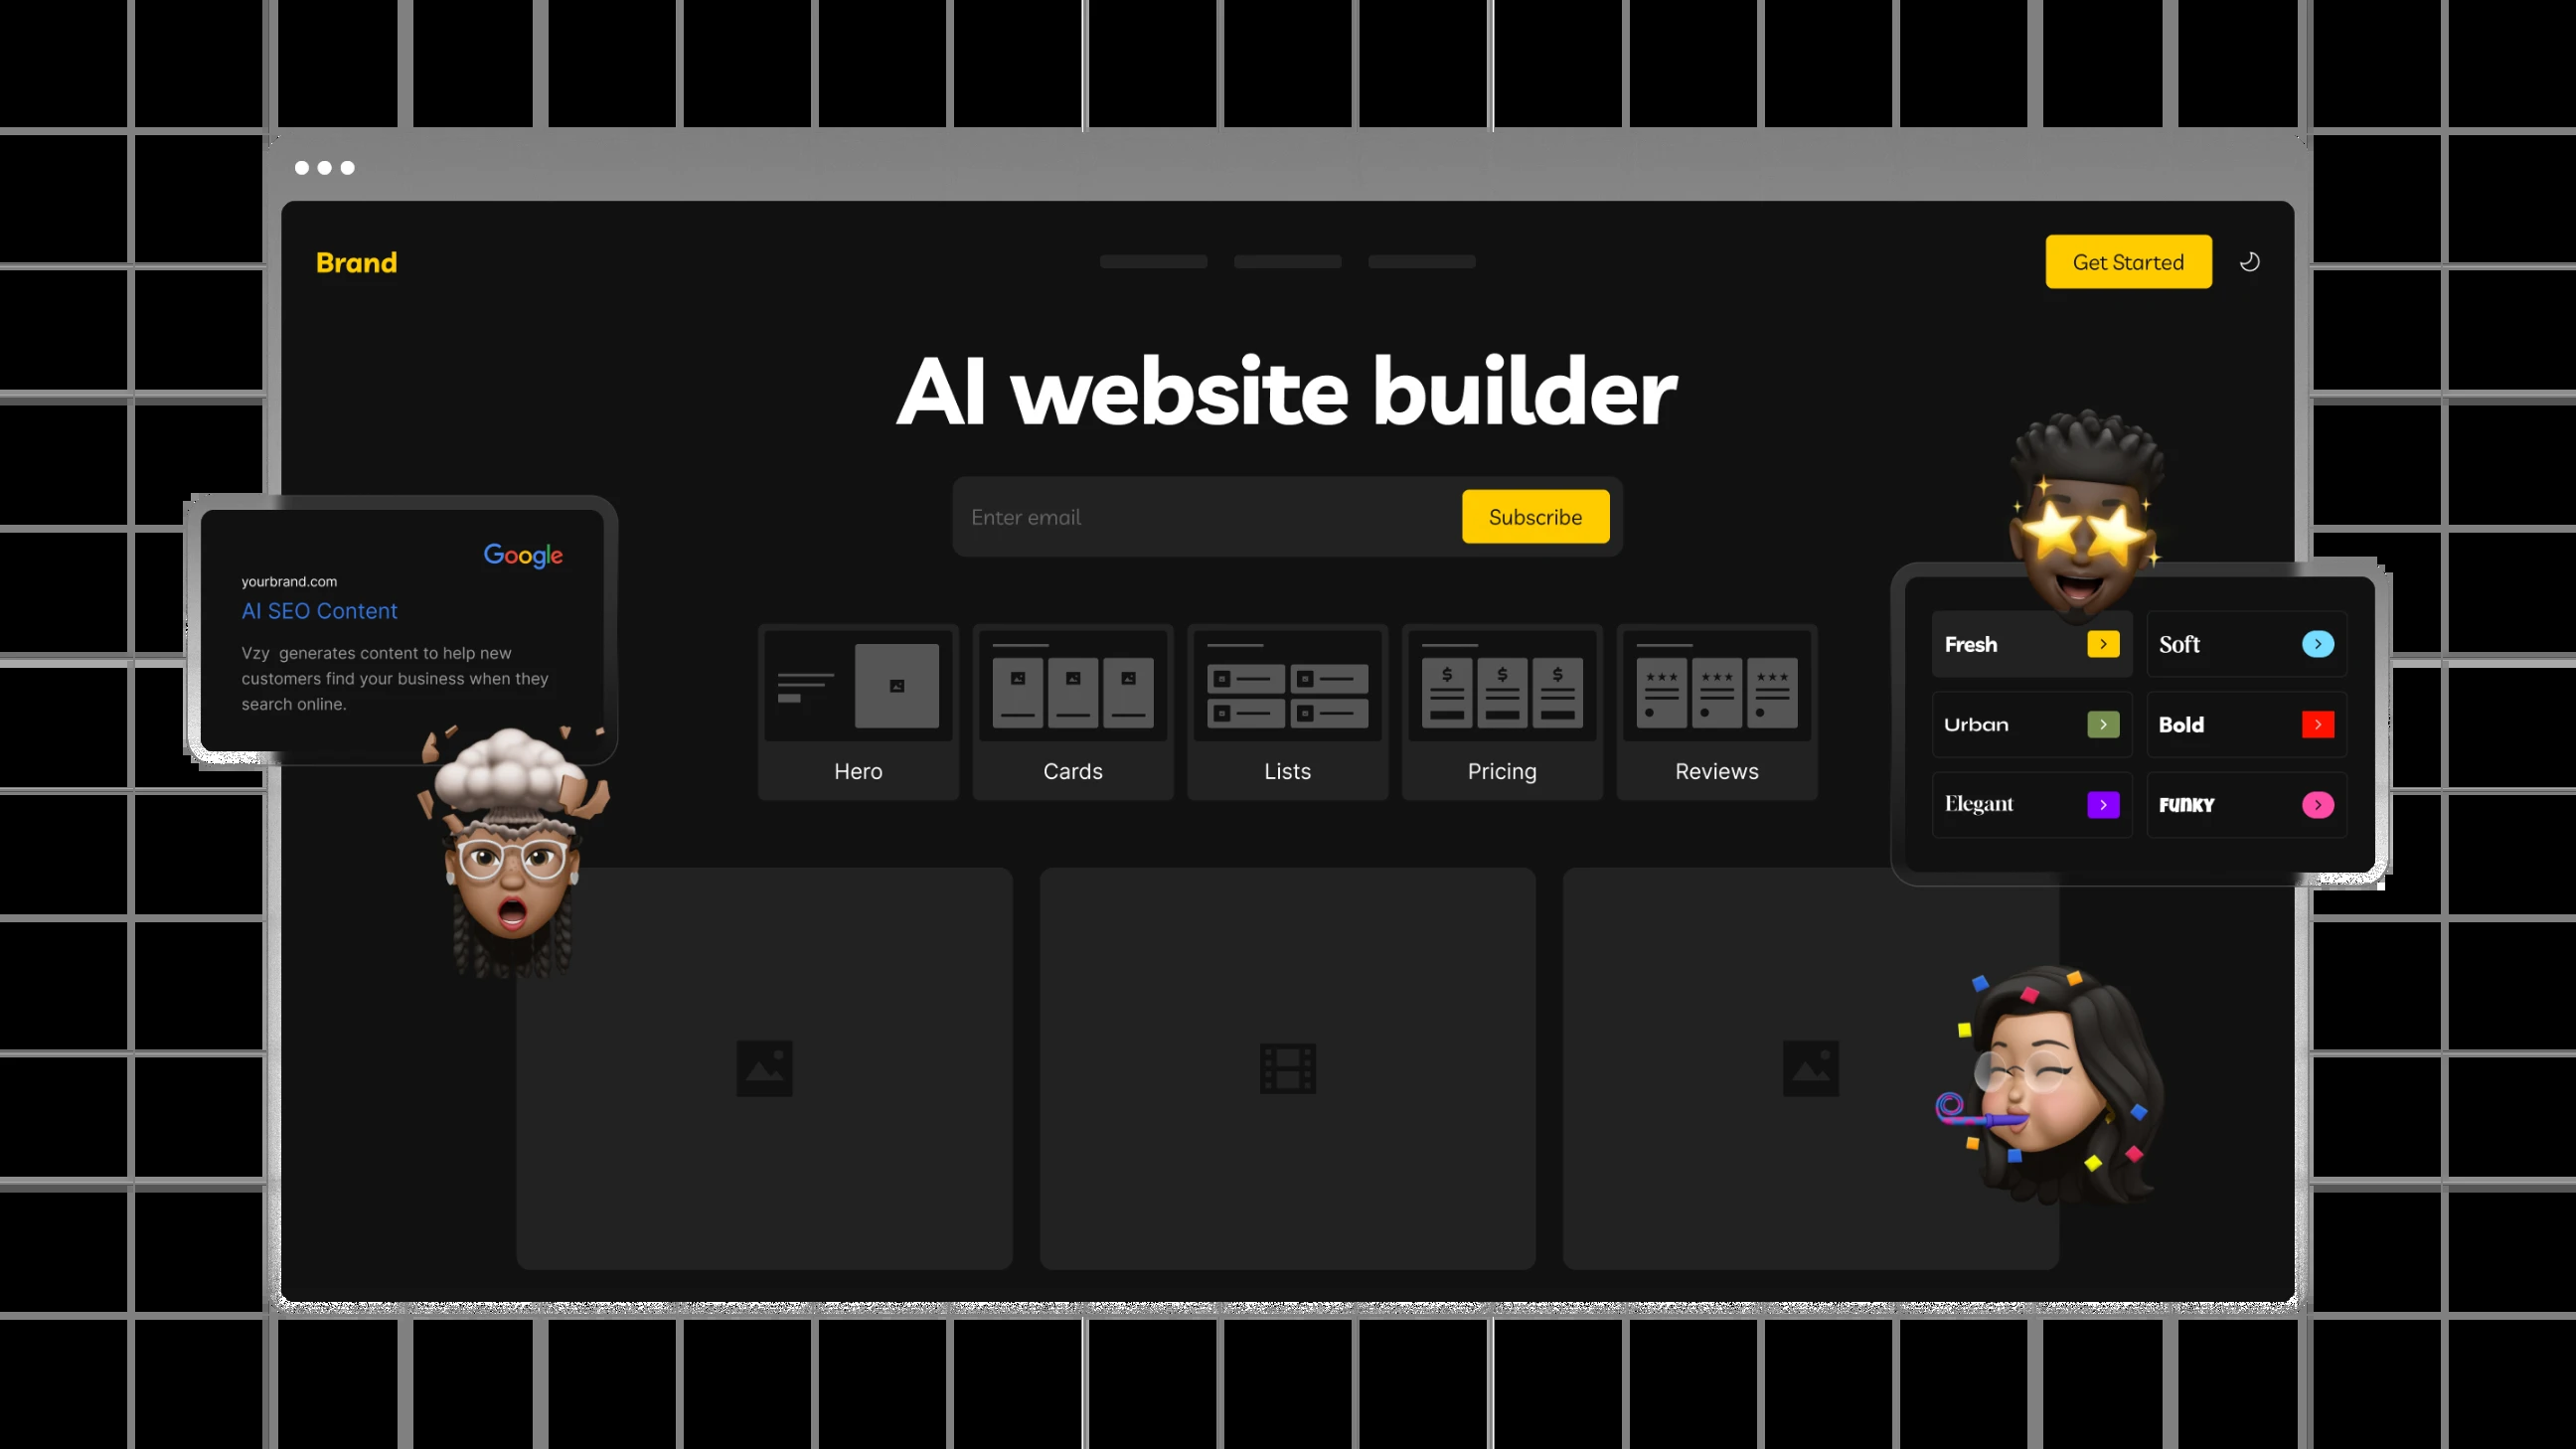 Brand
Get Started
AI website builder
Enter email
Subscribe
Google
yourbrand.com
AI SEO Content
Vzy generates content to help new
customers find your business when they
search online.
Hero
Cards
Lists
Pricing
Reviews
Fresh
Soft
Urban
Bold
Elegant
Funky